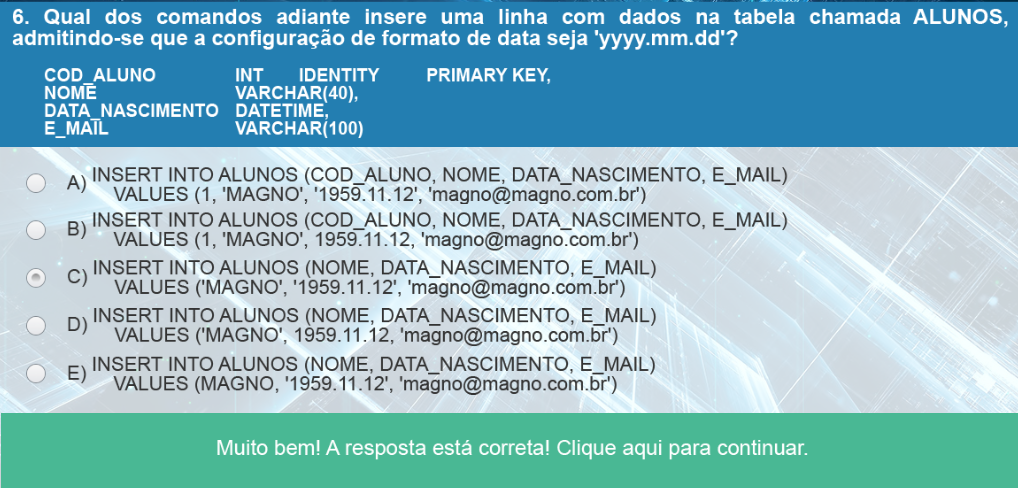 6. Qual dos comandos adiante insere uma linha com dados na tabela chamada ALUNOS,
admitindo-se que a configuração de formato de data seja 'yyyy.mm.dd'?
COD_ALUNO INT IDENTITY PRIMARY KEY,
NOME VARCHAR(40),
DATA_NASCIMENTO DATETIME,
E_MAIL VARCHAR(100)
A) INSERT INTO ALUNOS (COD_ALUNO, NOME, DATA_NASCIMENTO, E_MAIL)
VALUES (1, 'MAGNO', '1959.11.12', 'magno@magno.com.br')
B) INSERT INTO ALUNOS (COD_ALUNO, NOME, DATA_NASCIMENTO, E_MAIL)
VALUES (1, 'MAGNO', 1959.11.12, 'magno@magno.com.br')
C) INSERT INTO ALUNOS (NOME, DATA_NASCIMENTO, E_MAIL)
VALUES ('MAGNO', '1959.11.12', 'magno@magno.com.br')
D) INSERT INTO ALUNOS (NOME, DATA_NASCIMENTO, E_MAIL)
VALUES ('MAGNO', 1959.11.12, 'magno@magno.com.br')
E) INSERT INTO ALUNOS (NOME, DATA_NASCIMENTO, E_MAIL)
VALUES (MAGNO, '1959.11.12', 'magno@magno.com.br')
Muito bem! A resposta está correta! Clique aqui para continuar.